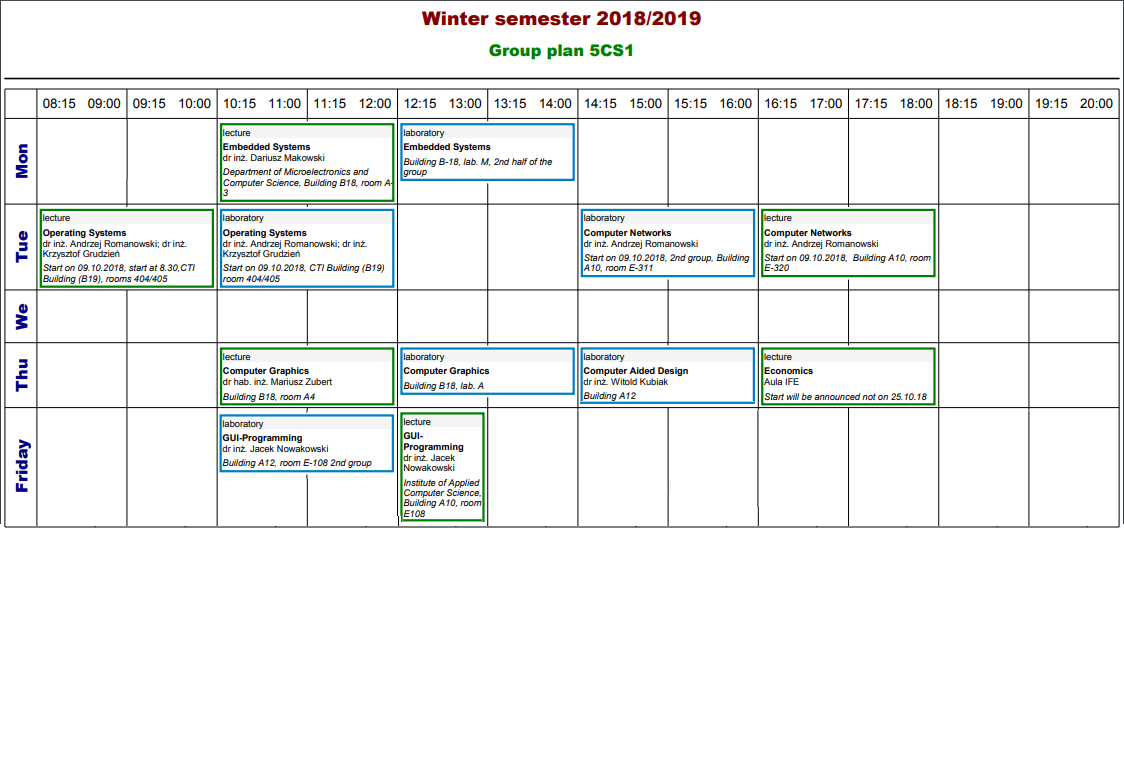 Winter semester 2018/2019
Group plan 5CS1
08:15 09:00 09:15 10:00 10:15 11:00 11:15 12:00 12:15 13:00 13:15 14:00 14:15 15:00 15:15 16:00 16:15 17:00 17:15 18:00 18:15 19:00 19:15 20:00
Mon
lecture
Embedded Systems
dr inż. Dariusz Makowski
Department of Microelectronics and
Computer Science, Building B18, room A-
3
laboratory
Embedded Systems
Building B-18, lab. M, 2nd half of the
group
Tue
lecture
Operating Systems
dr inż. Andrzej Romanowski; dr inż.
Krzysztof Grudzień
Start on 09.10.2018, start at 8.30,CTI
Building (B19), rooms 404/405
laboratory
Operating Systems
dr inż. Andrzej Romanowski; dr inż.
Krzysztof Grudzień
Start on 09.10.2018, CTI Building (B19)
room 404/405
laboratory
Computer Networks
dr inż. Andrzej Romanowski
Start on 09.10.2018, 2nd group, Building
A10, room E-311
lecture
Computer Networks
dr inż. Andrzej Romanowski
Start on 09.10.2018, Building A10, room
E-320
We
Thu
lecture
Computer Graphics
dr hab. inż. Mariusz Zubert
Building B18, room A4
laboratory
Computer Graphics
Building B18, lab. A
laboratory
Computer Aided Design
dr inż. Witold Kubiak
Building A12
lecture
Economics
Aula IFE
Start will be announced not on 25.10.18
Friday
laboratory
GUI-Programming
dr inż. Jacek Nowakowski
Building A12, room E-108 2nd group
lecture
GUI-
Programming
dr inż. Jacek
Nowakowski
Institute of Applied
Computer Science,
Building A10, room
E108